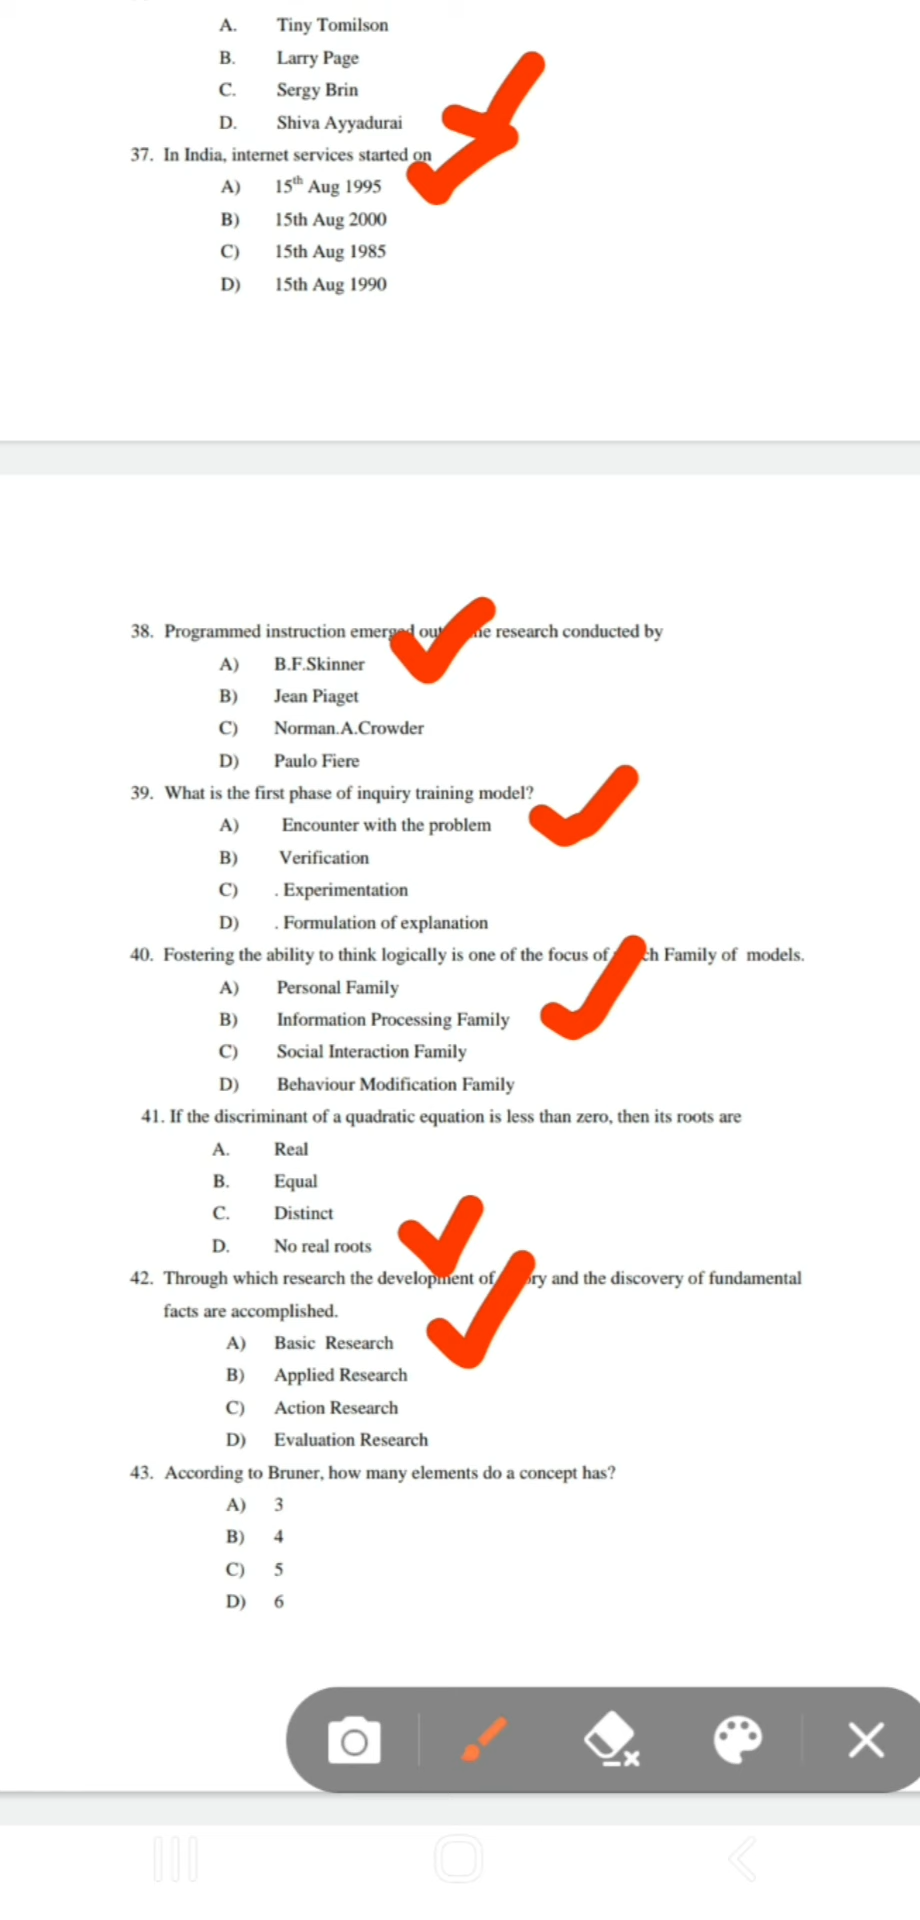 A. Tiny Tomilson
B. Larry Page
C. Sergy Brin
D. Shiva Ayyadurai
37. In India, internet services started on
A) 15th Aug 1995
B) 15th Aug 2000
C) 15th Aug 1985
D) 15th Aug 1990
38. Programmed instruction emerged out research conducted by
A) B.F.Skinner
B) Jean Piaget
C) Norman.A.Crowder
D) Paulo Fiere
39. What is the first phase of inquiry training model?
A) Encounter with the problem
B) Verification
C) . Experimentation
D) . Formulation of explanation
40. Fostering the ability to think logically is one of the focus of Family of models.
A) Personal Family
B) Information Processing Family
C) Social Interaction Family
D) Behaviour Modification Family
41. If the discriminant of a quadratic equation is less than zero, then its roots are
A. Real
B. Equal
C. Distinct
D. No real roots
42. Through which research the development of and the discovery of fundamental
facts are accomplished.
A) Basic Research
B) Applied Research
C) Action Research
D) Evaluation Research
43. According to Bruner, how many elements do a concept has?
A) 3
B) 4
C) 5
D) 6